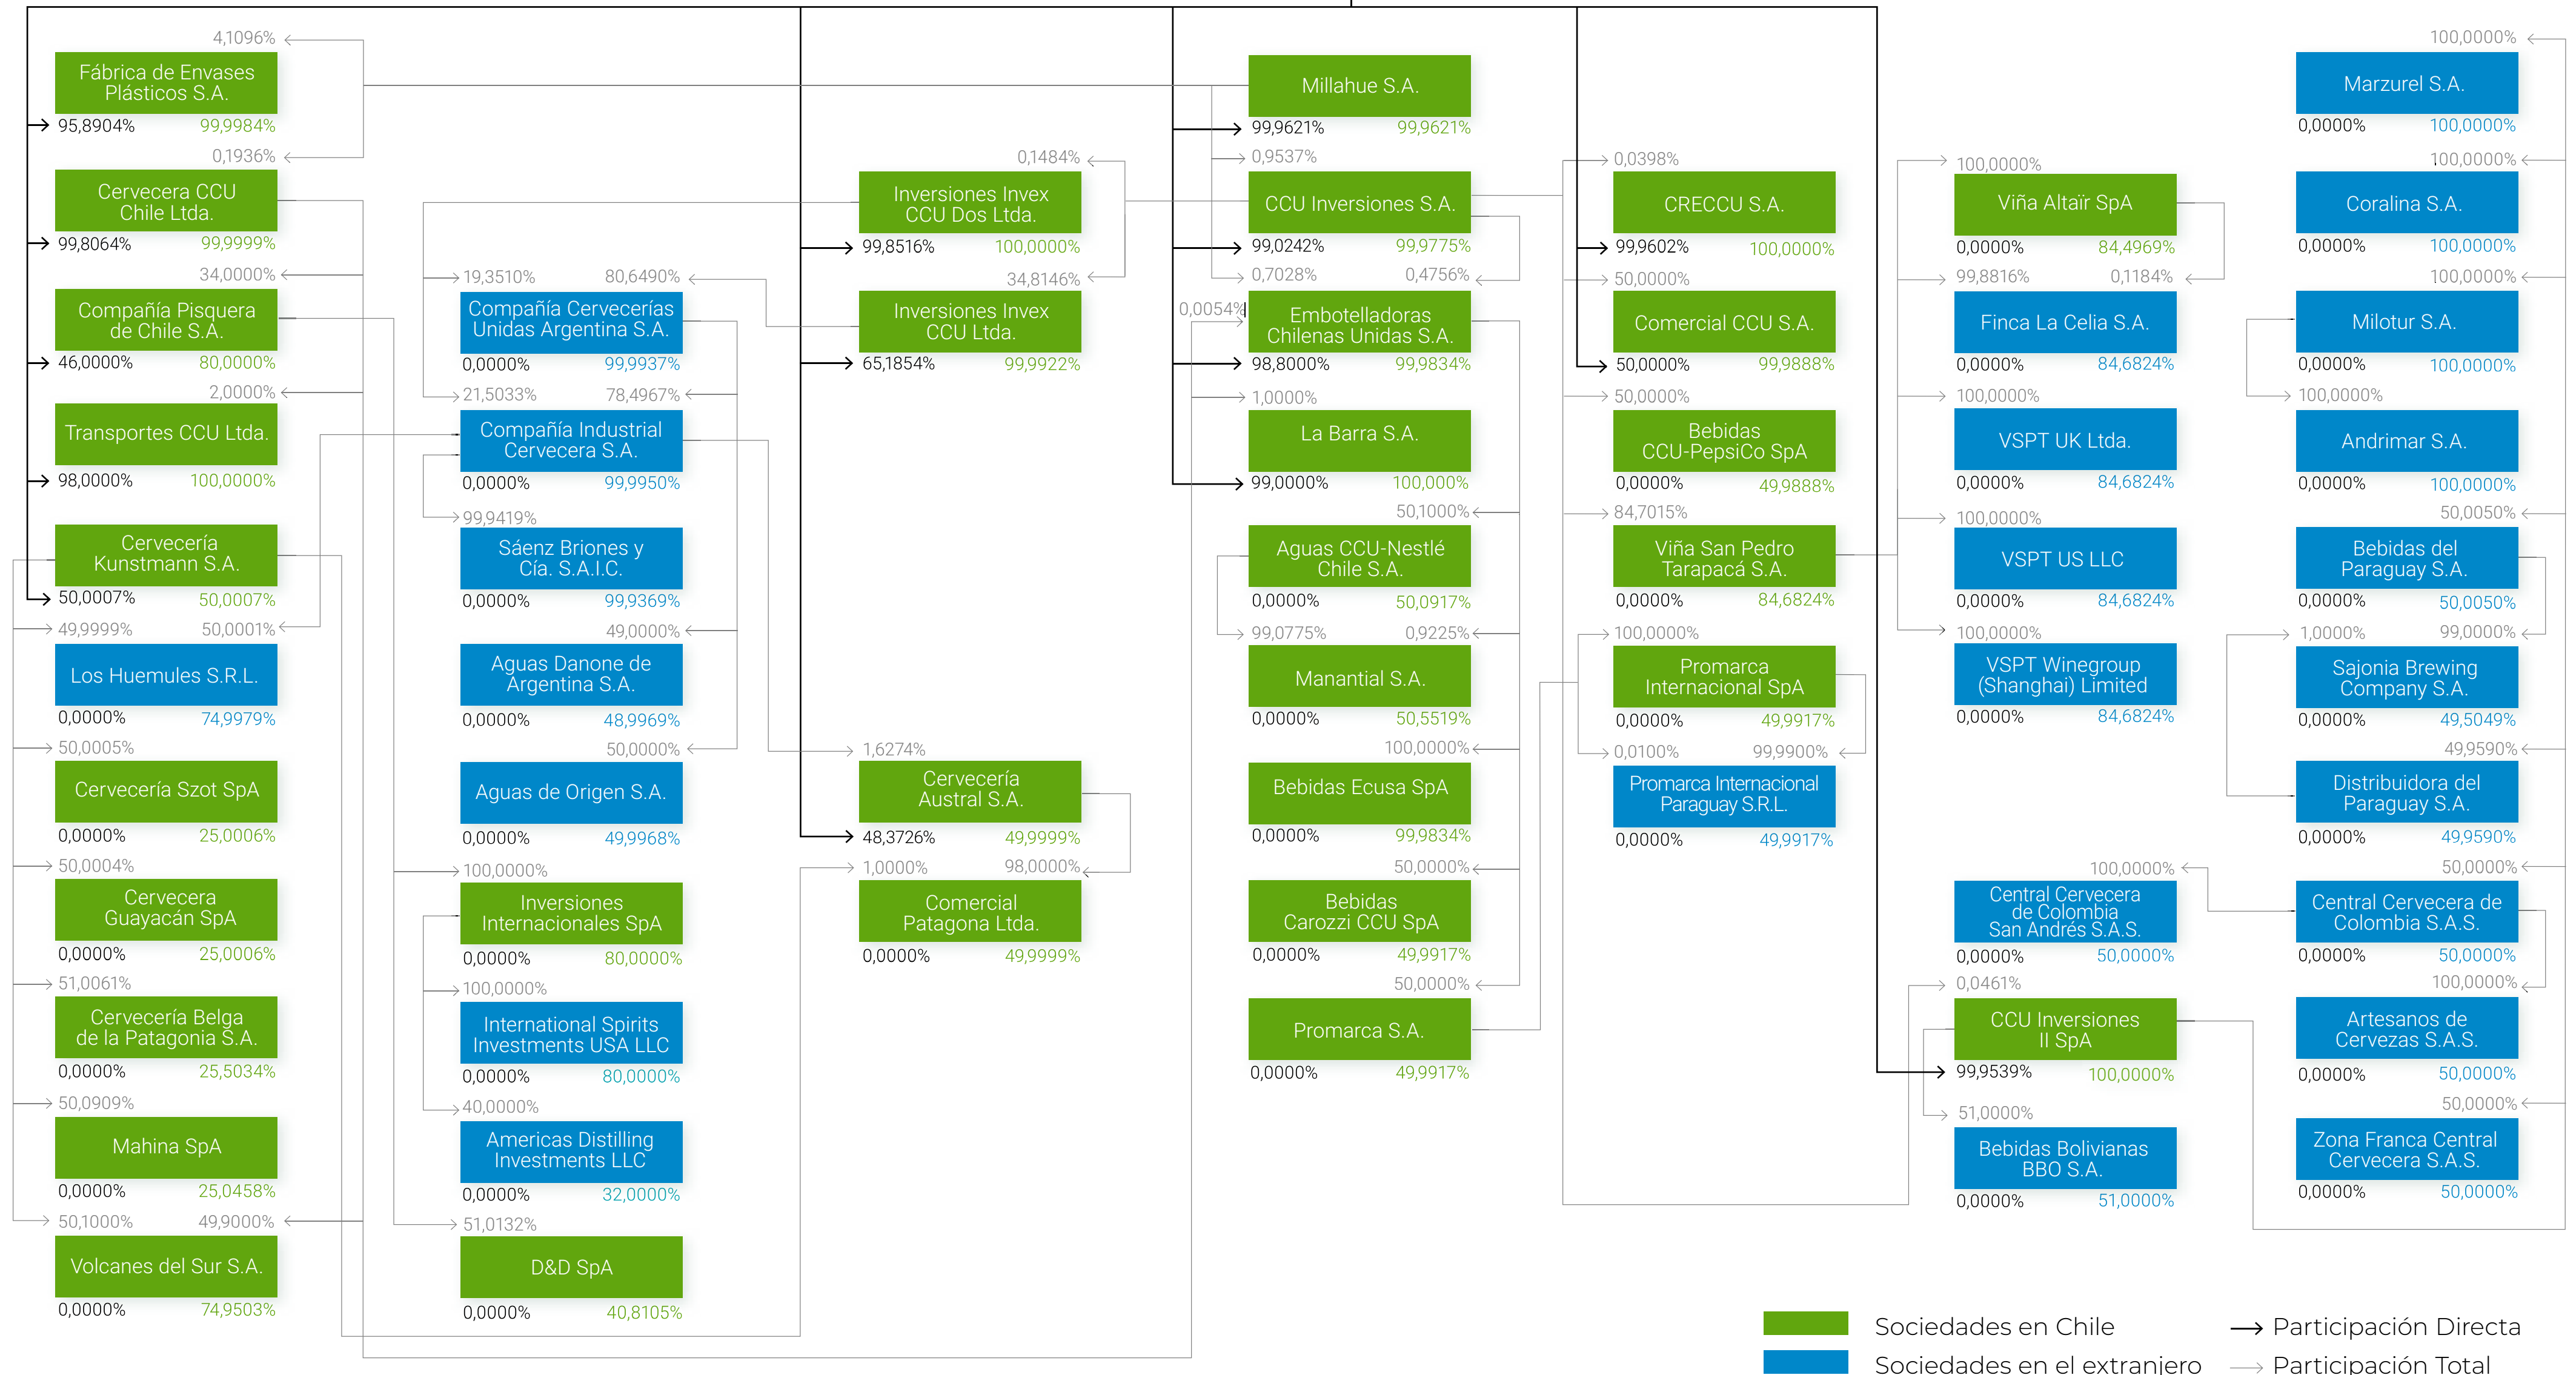 4,1096%
Fábrica de Envases
Plásticos S.A.
95,8904% 99,9984%
0,1936%
Cervecera CCU
Chile Ltda.
99,8064% 99,9999%
34,0000%
Compañía Pisquera
de Chile S.A.
46,0000% 80,0000%
2,0000%
Transportes CCU Ltda.
98,0000% 100,0000%
Cervecería
Kunstmann S.A.
50,0007% 50,0007%
49,9999% 50,0001%
Los Huemules S.R.L.
0,0000% 74,9979%
50,0005%
Cervecería Szot SpA
0,0000% 25,0006%
50,0004%
Cervecera
Guayacán SpA
0,0000% 25,0006%
51,0061%
Cervecería Belga
de la Patagonia S.A.
0,0000% 25,5034%
50,0909%
Mahina SpA
0,0000% 25,0458%
50,1000% 49,9000%
Volcanes del Sur S.A.
0,0000% 74,9503%
19,3510% 80,6490%
Compañía Cervecerías
Unidas Argentina S.A.
0,0000% 99,9937%
21,5033% 78,4967%
Compañía Industrial
Cervecera S.A.
0,0000% 99,9950%
99,9419%
Sáenz Briones y
Cía. S.A.I.C.
0,0000% 99,9369%
49,0000%
Aguas Danone de
Argentina S.A.
0,0000% 48,9969%
50,0000%
Aguas de Origen S.A.
0,0000% 49,9968%
100,0000%
Inversiones
Internacionales SpA
0,0000% 80,0000%
100,0000%
International Spirits
Investments USA LLC
0,0000% 80,0000%
40,0000%
Americas Distilling
Investments LLC
0,0000% 32,0000%
51,0132%
D&D SpA
0,0000% 40,8105%
0,1484%
Inversiones Invex
CCU Dos Ltda.
99,8516% 100,0000%
34,8146%
Inversiones Invex
CCU Ltda.
65,1854% 99,9922%
1,6274%
Cervecería
Austral S.A.
48,3726% 49,9999%
1,0000% 98,0000%
Comercial
Patagona Ltda.
0,0000% 49,9999%
Millahue S.A.
99,9621% 99,9621%
0,9537%
CCU Inversiones S.A.
99,0242% 99,9775%
0,7028% 0,4756%
0,0054%
Embotelladoras
Chilenas Unidas S.A.
98,8000% 99,9834%
1,0000%
La Barra S.A.
99,0000% 100,000%
50,1000%
Aguas CCU-Nestlé
Chile S.A.
0,0000% 50,0917%
99,0775% 0,9225%
Manantial S.A.
0,0000% 50,5519%
100,0000%
Bebidas Ecusa SpA
0,0000% 99,9834%
50,0000%
Bebidas
Carozzi CCU SpA
0,0000% 49,9917%
50,0000%
Promarca S.A.
0,0000% 49,9917%
0,0398%
CRECCU S.A.
99,9602% 100,0000%
50,0000%
Comercial CCU S.A.
50,0000% 99,9888%
50,0000%
Bebidas
CCU-PepsiCo SpA
0,0000% 49,9888%
84,7015%
Viña San Pedro
Tarapacá S.A.
0,0000% 84,6824%
100,0000%
Promarca
Internacional SpA
0,0000% 49,9917%
0,0100% 99,9900%
Promarca Internacional
Paraguay S.R.L.
0,0000% 49,9917%
100,0000%
Viña Altaïr SpA
0,0000% 84,4969%
99,8816% 0,1184%
Finca La Celia S.A.
0,0000% 84,6824%
100,0000%
VSPT UK Ltda.
0,0000% 84,6824%
100,0000%
VSPT US LLC
0,0000% 84,6824%
100,0000%
VSPT Winegroup
(Shanghai) Limited
0,0000% 84,6824%
100,0000%
Central Cervecera
de Colombia
San Andrés S.A.S.
0,0000% 50,0000%
0,0461%
CCU Inversiones
II SpA
99,9539% 100,0000%
51,0000%
Bebidas Bolivianas
BBO S.A.
0,0000% 51,0000%
100,0000%
Marzurel S.A.
0,0000% 100,0000%
100,0000%
Coralina S.A.
0,0000% 100,0000%
100,0000%
Milotur S.A.
0,0000% 100,0000%
100,0000%
Andrimar S.A.
0,0000% 100,0000%
50,0050%
Bebidas del
Paraguay S.A.
0,0000% 50,0050%
1,0000% 99,0000%
Sajonia Brewing
Company S.A.
0,0000% 49,5049%
49,9590%
Distribuidora del
Paraguay S.A.
0,0000% 49,9590%
50,0000%
Central Cervecera de
Colombia S.A.S.
0,0000% 50,0000%
100,0000%
Artesanos de
Cervezas S.A.S.
0,0000% 50,0000%
50,0000%
Zona Franca Central
Cervecera S.A.S.
0,0000% 50,0000%
Sociedades en Chile
Participación Directa
Sociedades en el extranjero
Participación Total